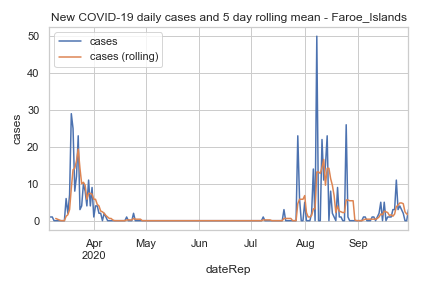 New COVID-19 daily cases and 5 day rolling mean - Faroe_Islands
cases
cases (rolling)
cases
50
40
30
20
10
0
Apr May Jun Jul Aug Sep
2020
dateRep